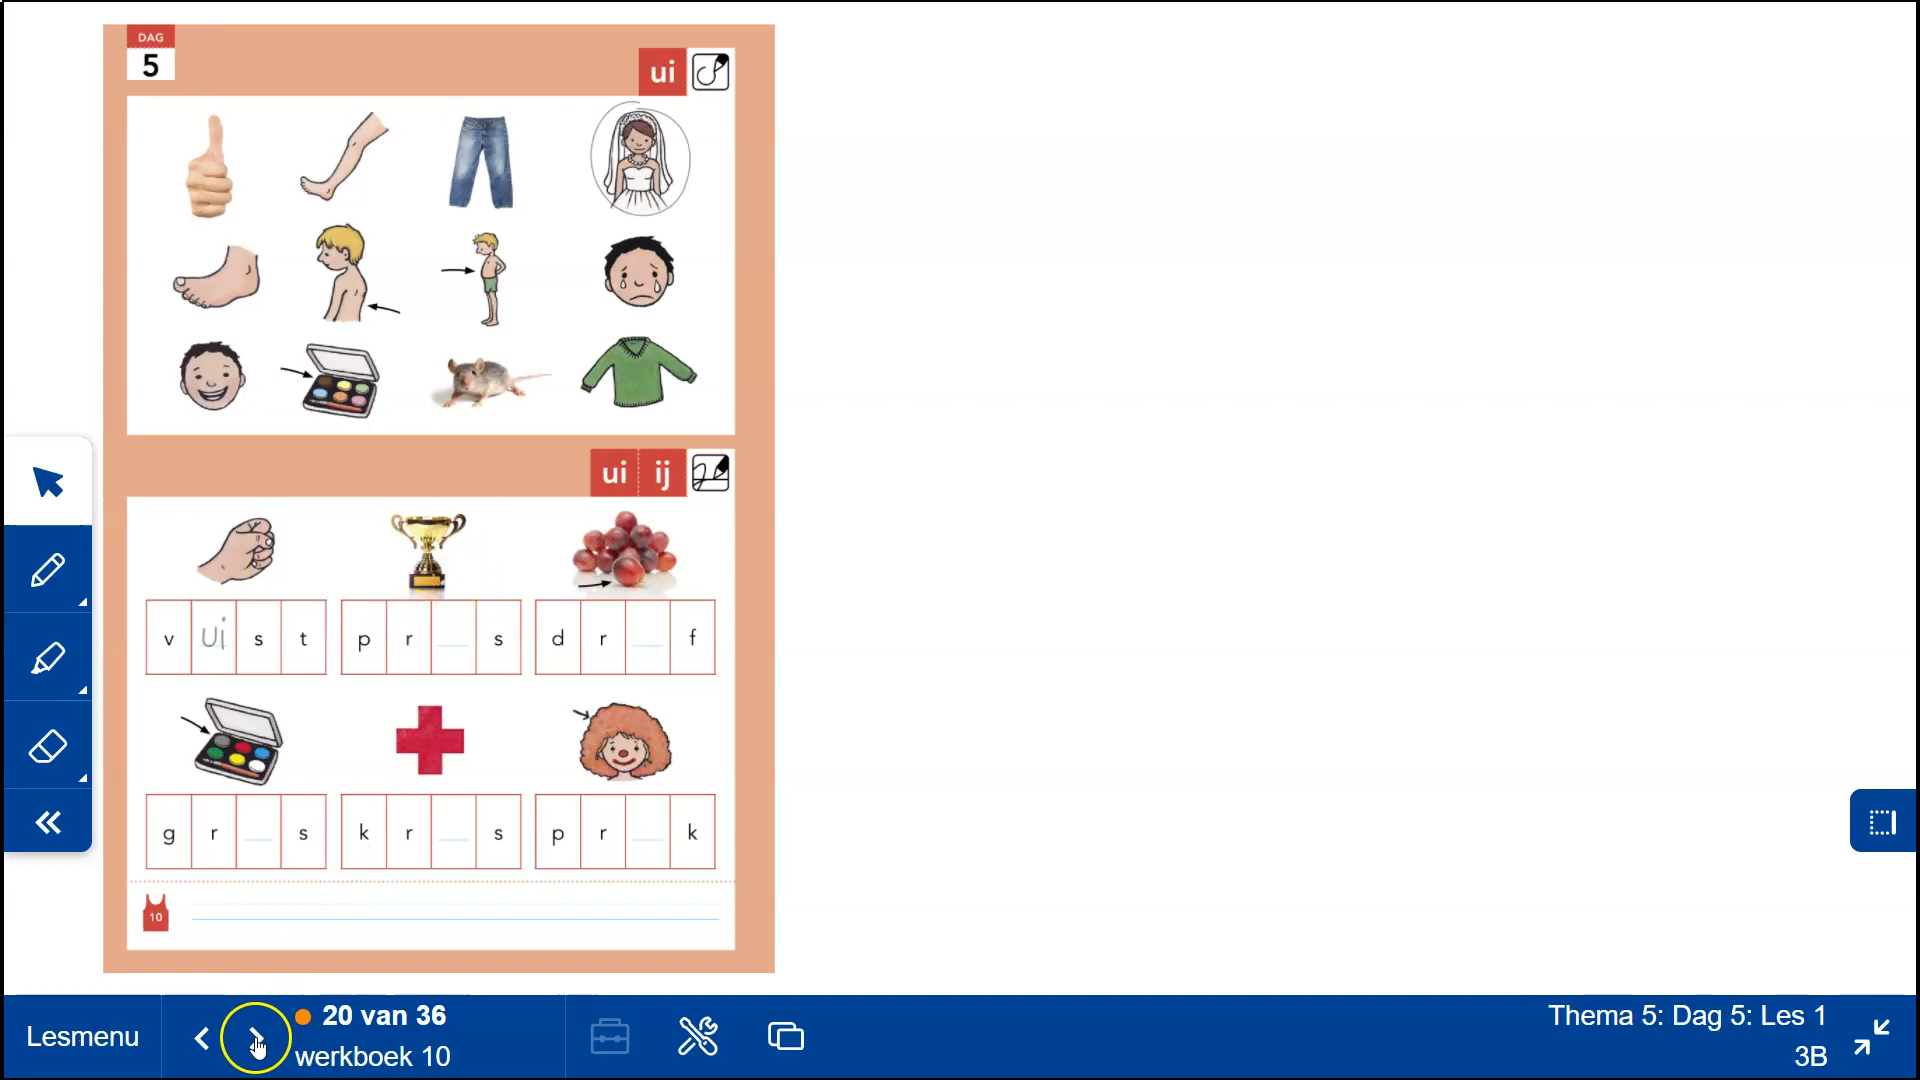 DAG
5
ui
ui ij
v ui s t
p r s
d r f
g r s
k r s
p r k
10
Lesmenu
20 van 36
werkboek 10
Thema 5: Dag 5: Les 1
3B